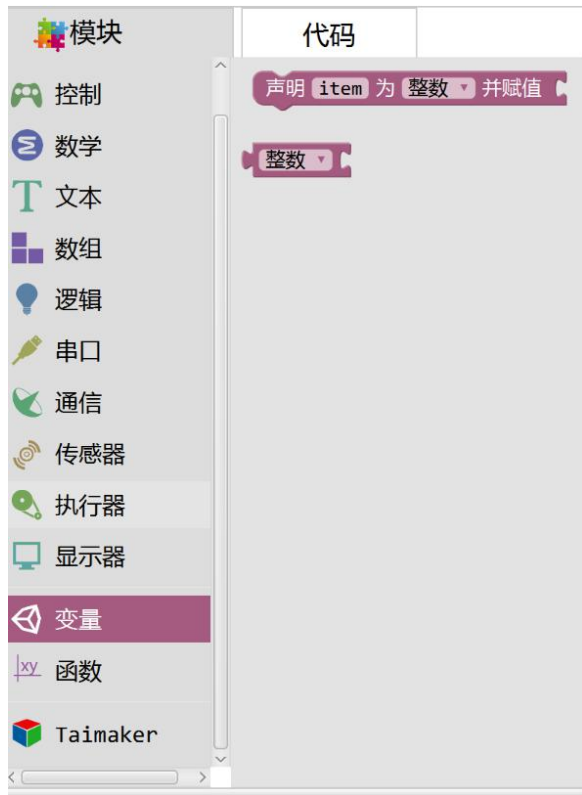 模块
代码
控制
数学
文本
数组
逻辑
串口
通信
传感器
执行器
显示器
变量
xy 函数
Taimaker
声明 item 为 整数 并赋值
整数